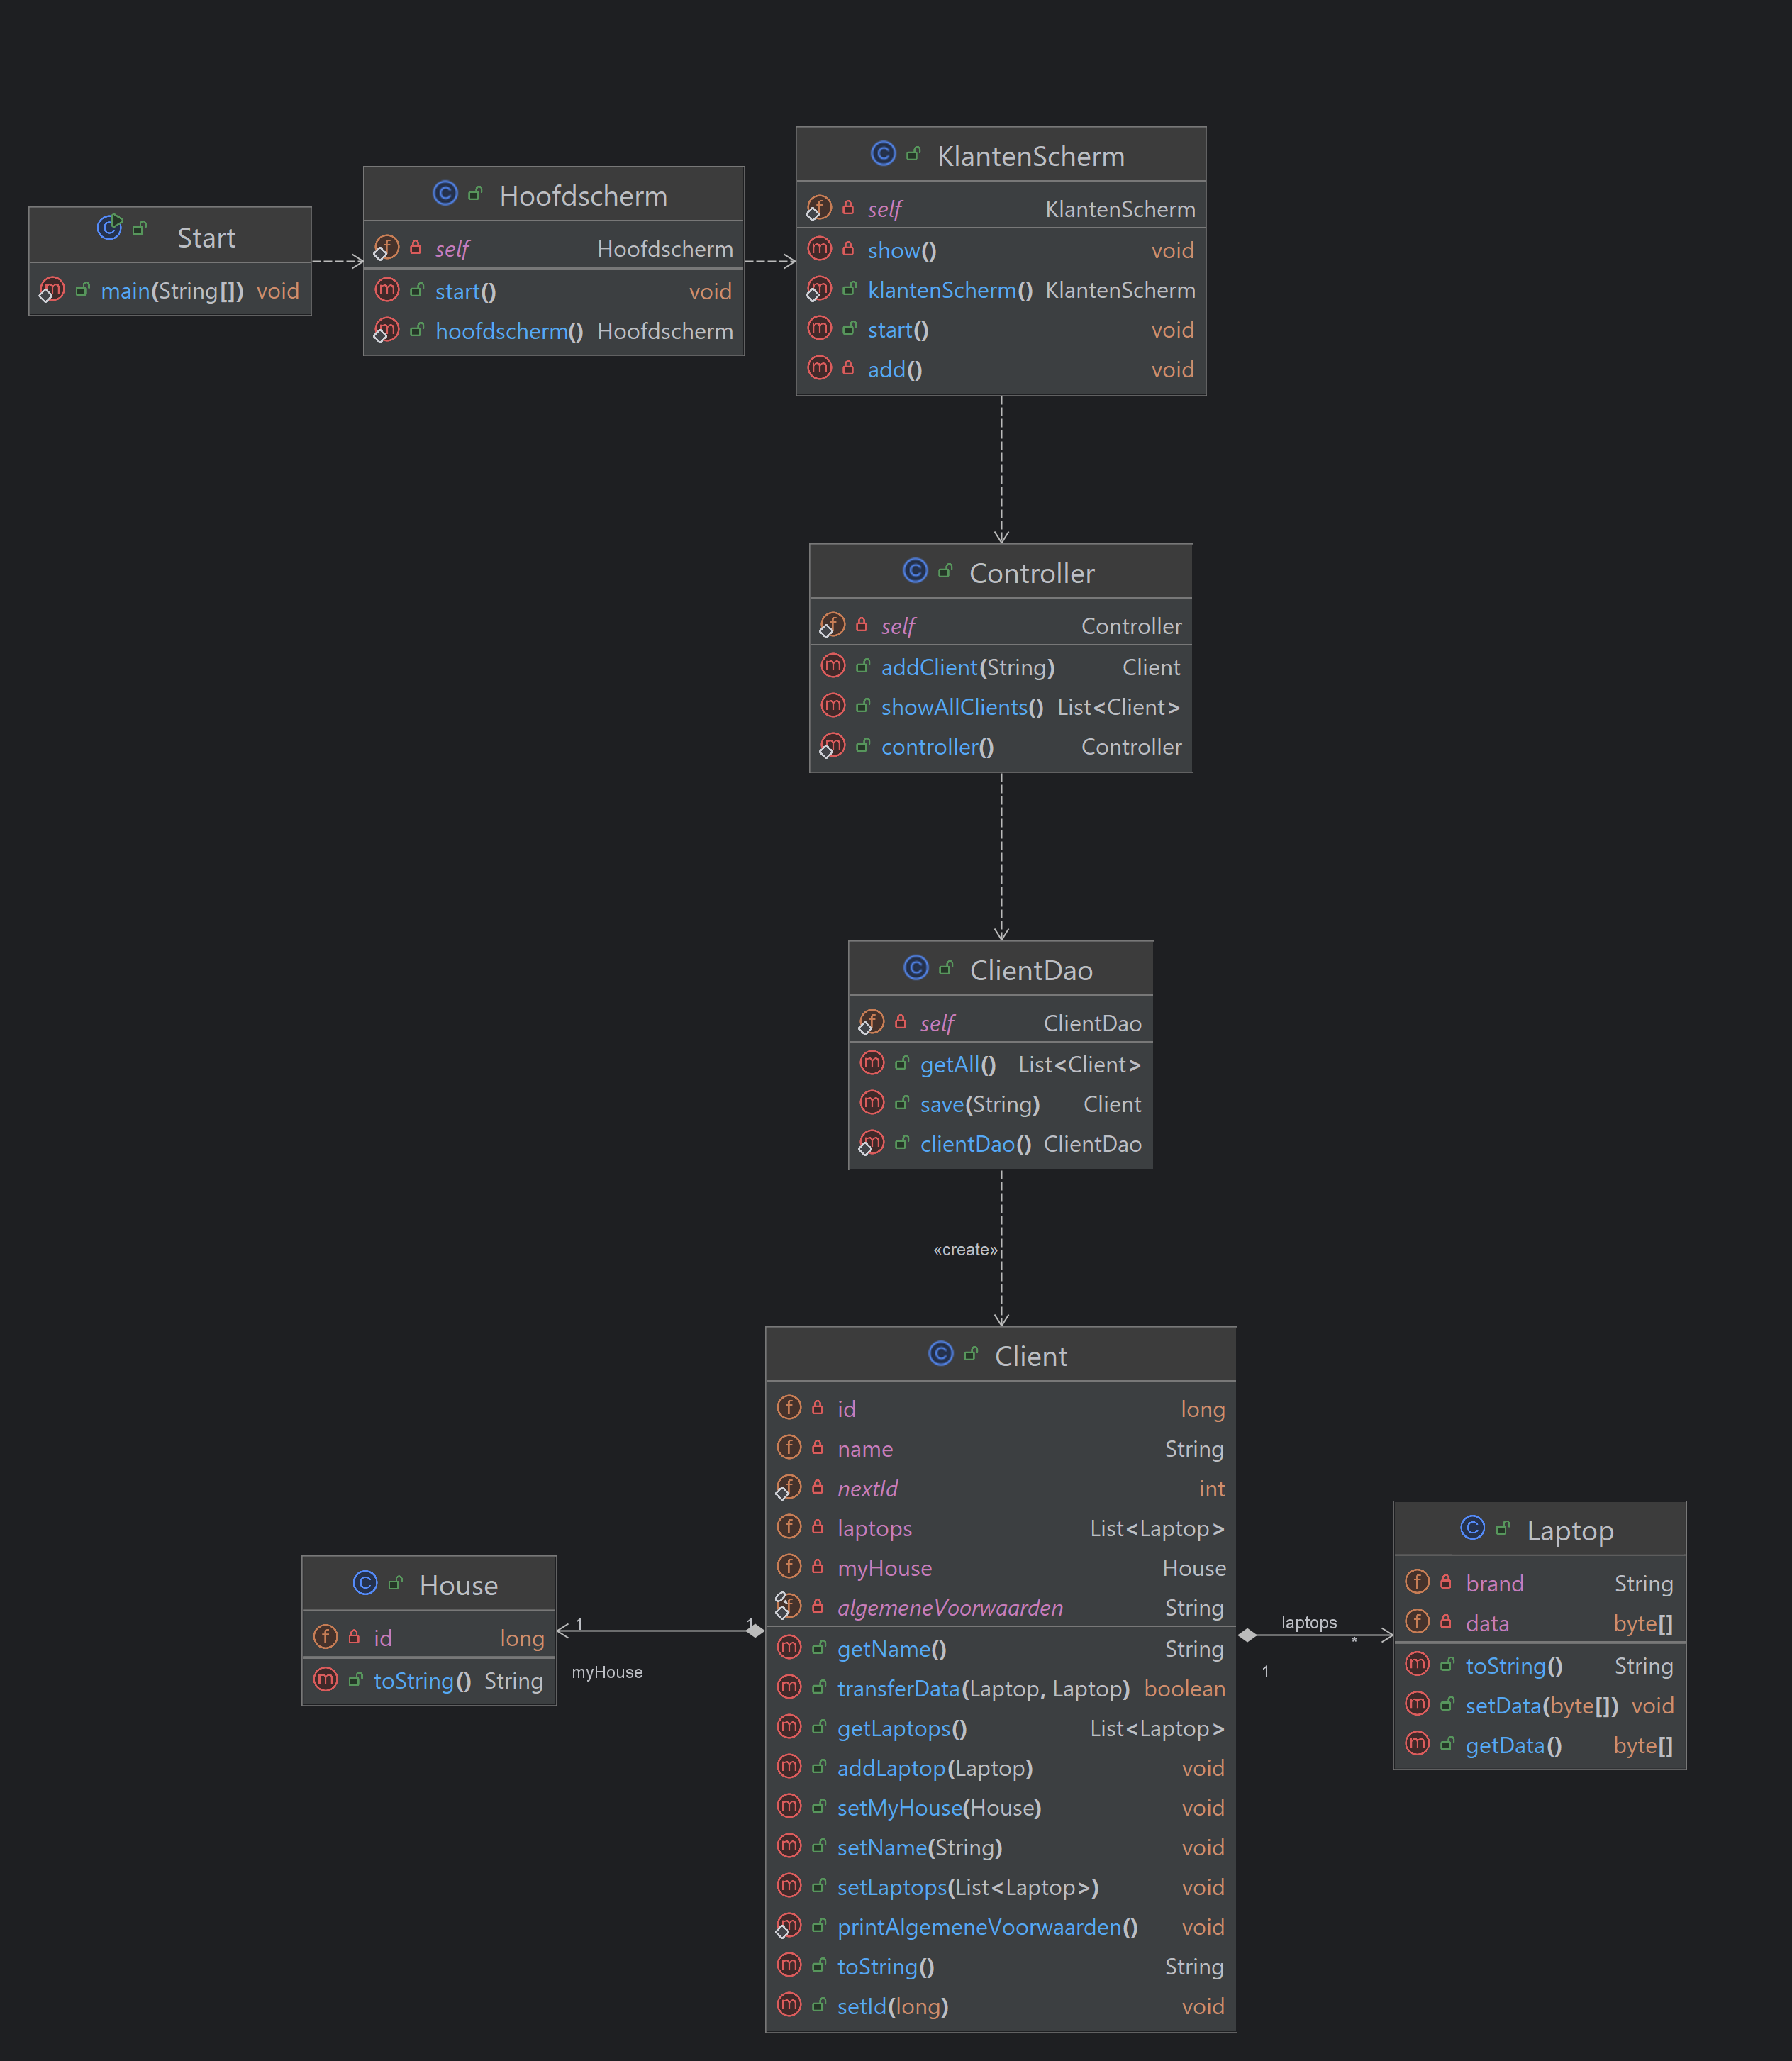 Start
main(String[]) void
Hoofdscherm
self Hoofdscherm
start() void
hoofdscherm() Hoofdscherm
KlantenScherm
self KlantenScherm
show() void
klantenScherm() KlantenScherm
start() void
add() void
Controller
self Controller
addClient(String) Client
showAllClients() List<Client>
controller() Controller
ClientDao
self ClientDao
getAll() List<Client>
save(String) Client
clientDao() ClientDao
«create»
Client
id long
name String
nextId int
laptops List<Laptop>
myHouse House
algemeneVoorwaarden String
getName() String
transferData(Laptop, Laptop) boolean
getLaptops() List<Laptop>
addLaptop(Laptop) void
setMyHouse(House) void
setName(String) void
setLaptops(List<Laptop>) void
printAlgemeneVoorwaarden() void
toString() String
setId(long) void
House
id long
toString() String
1 1
myHouse
laptops
*
1
Laptop
brand String
data byte[]
toString() String
setData(byte[]) void
getData() byte[]